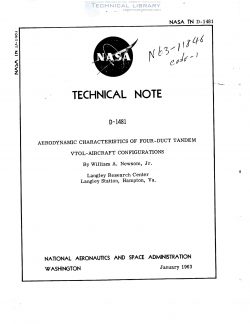 TECHNICAL LIBRARY
NASA TN D-1481
NASA TN D-1481
N63-11846
code-1
NASA
TECHNICAL NOTE
D-1481
AERODYNAMIC CHARACTERISTICS OF FOUR-DUCT TANDEM
VTOL-AIRCRAFT CONFIGURATIONS
By William A. Newsom, Jr.
Langley Research Center
Langley Station, Hampton, Va.
NATIONAL AERONAUTICS AND SPACE ADMINISTRATION
WASHINGTON
January 1963